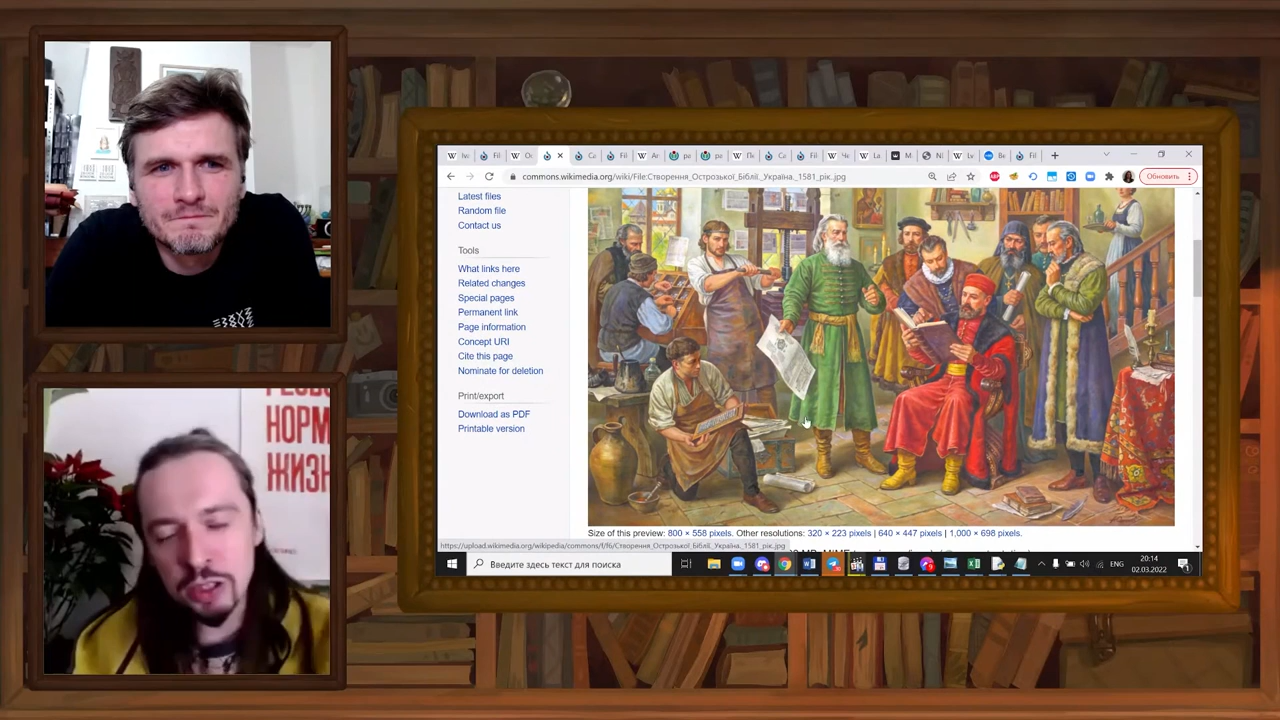 НОРМ
ЖИЗН
commons.wikimedia.org/wiki/File:Створення_Острозької_Біблії._Україна._1581_рік.jpg
Обновить
Latest files
Random file
Contact us
Tools
What links here
Related changes
Special pages
Permanent link
Page information
Concept URI
Cite this page
Nominate for deletion
Print/export
Download as PDF
Printable version
Size of this preview: 800 × 558 pixels. Other resolutions: 320 × 223 pixels | 640 × 447 pixels | 1,000 × 698 pixels.
https://upload.wikimedia.org/wikipedia/commons/f/f6/Створення_Острозької_Біблії._Україна._1581_рік.jpg
Введите здесь текст для поиска
ENG
20:14
02.03.2022